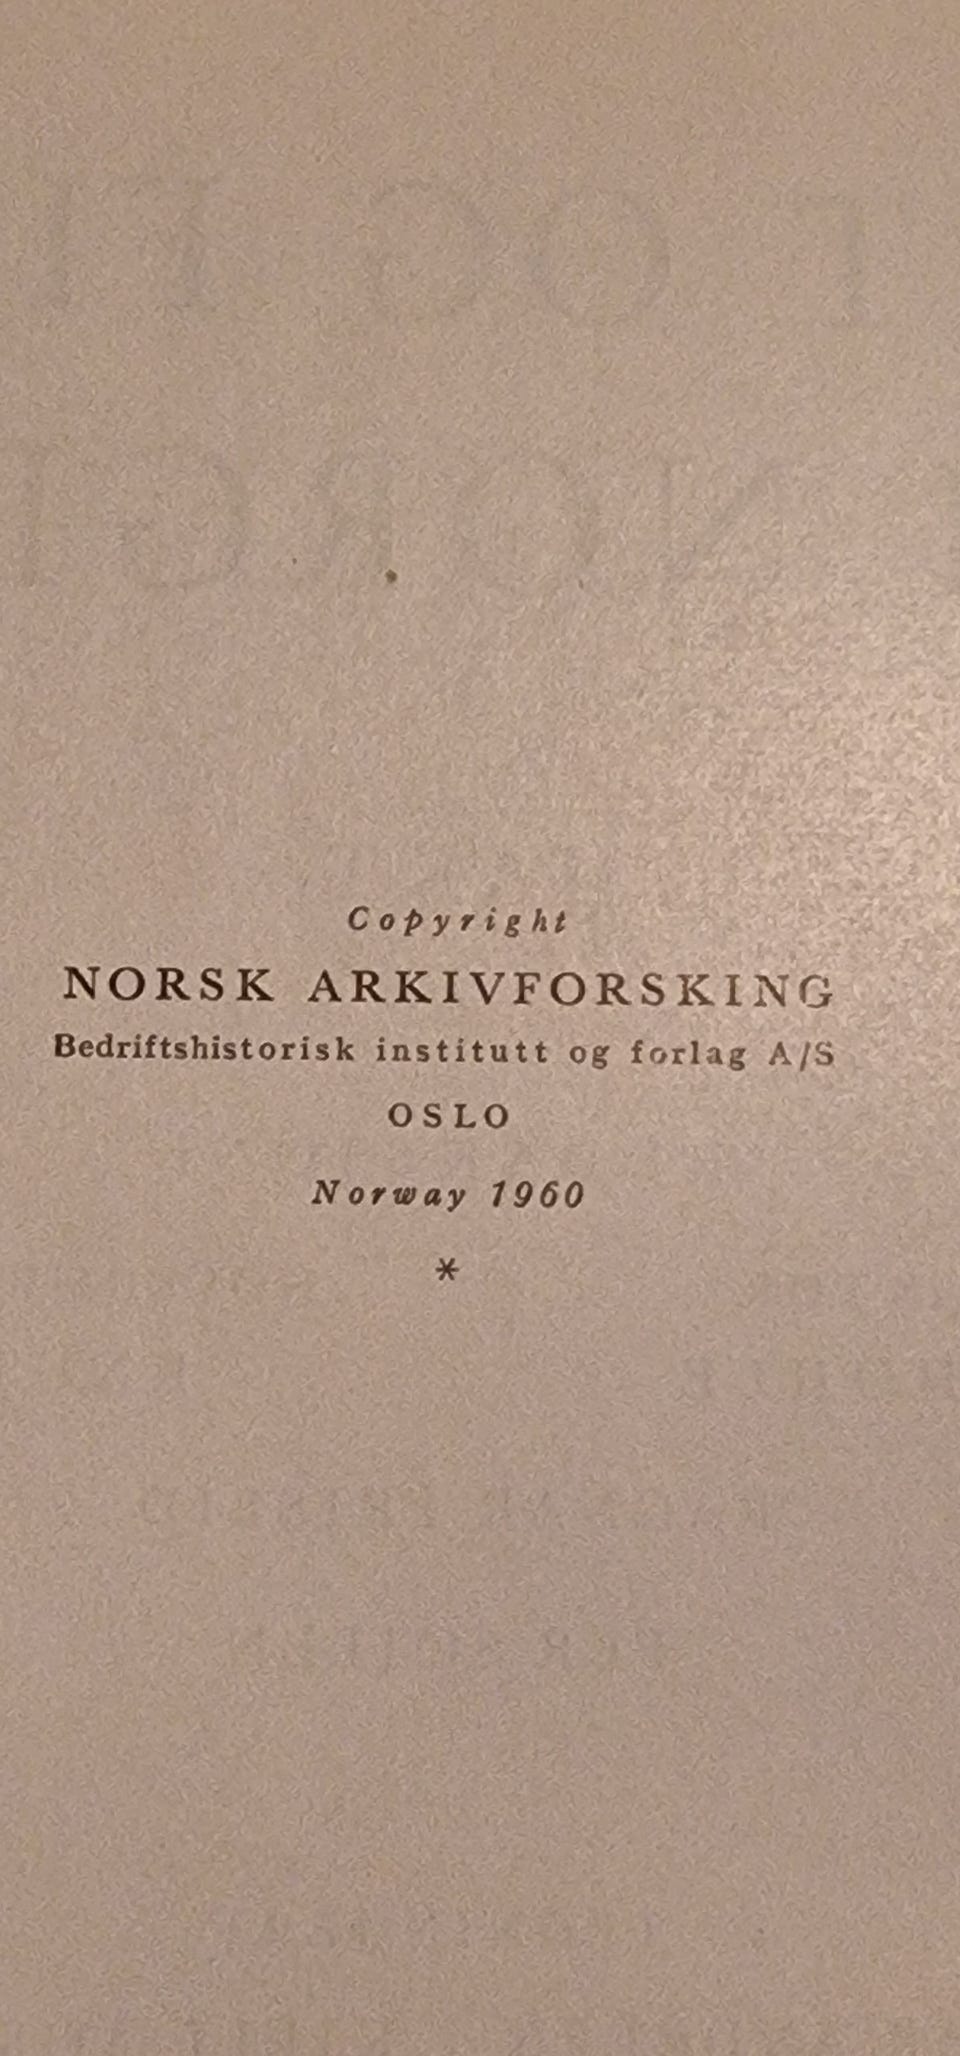 Copyright
NORSK ARKIVFORSKING
Bedriftshistorisk institutt og forlag A/S
OSLO
Norway 1960
*